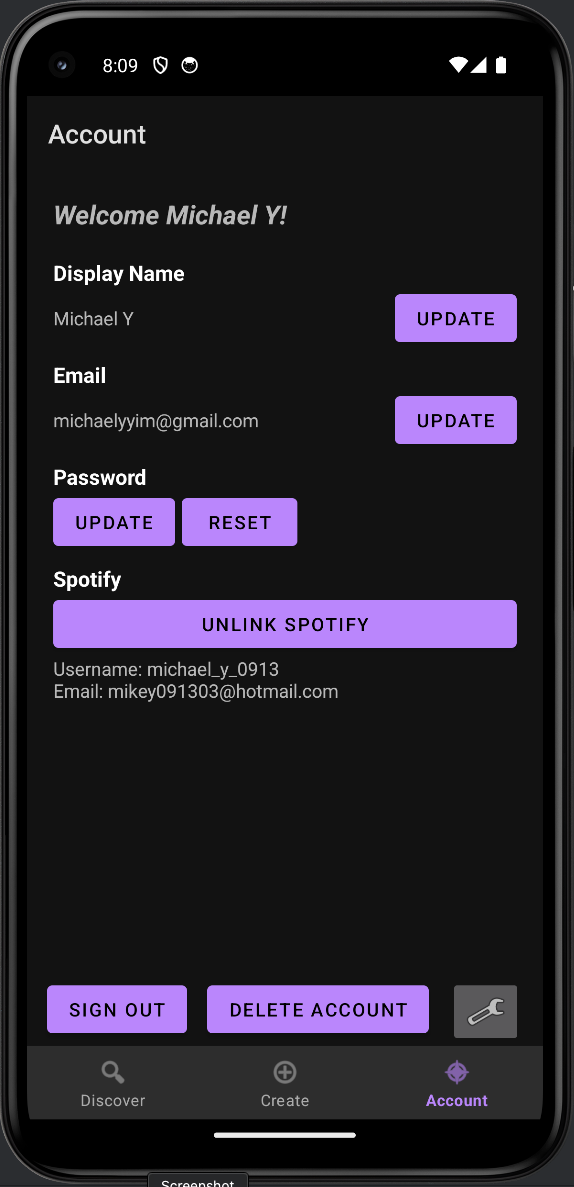 8:09
Account
Welcome Michael Y!
Display Name
Michael Y
UPDATE
Email
michaelyyim@gmail.com
UPDATE
Password
UPDATE RESET
Spotify
UNLINK SPOTIFY
Username: michael_y_0913
Email: mikey091303@hotmail.com
SIGN OUT DELETE ACCOUNT
Discover Create Account
Screenshot